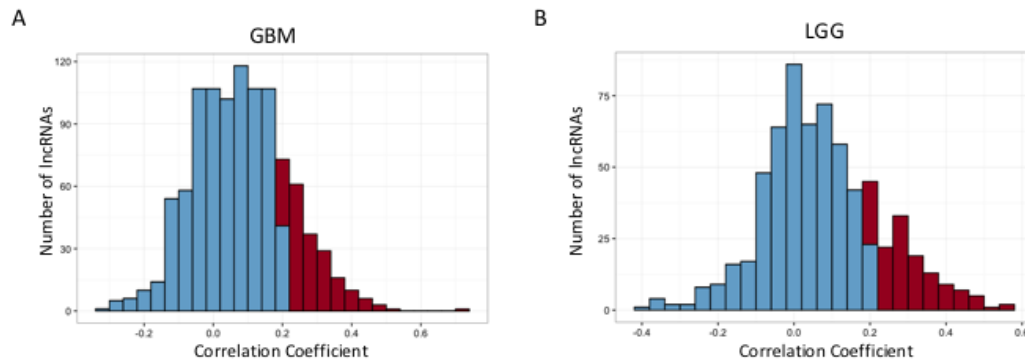 A
GBM
Number of lncRNAs
120
90
60
30
0
-0.2
0.0
0.2
0.4
0.6
Correlation Coefficient
B
LGG
Number of lncRNAs
75
50
25
0
-0.4
-0.2
0.0
0.2
0.4
0.6
Correlation Coefficient